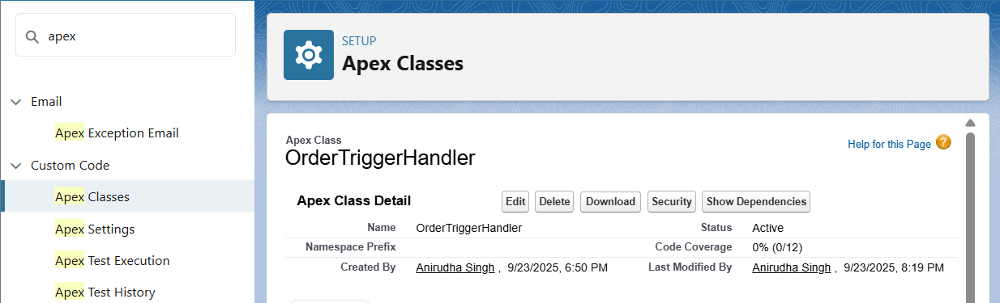 apex
Email
Apex Exception Email
Custom Code
Apex Classes
Apex Settings
Apex Test Execution
Apex Test History
SETUP
Apex Classes
Apex Class
OrderTriggerHandler
Help for this Page ?
Apex Class Detail Edit Delete Download Security Show Dependencies
Name OrderTriggerHandler Status Active
Namespace Prefix Code Coverage 0% (0/12)
Created By Anirudha Singh , 9/23/2025, 6:50 PM Last Modified By Anirudha Singh , 9/23/2025, 8:19 PM